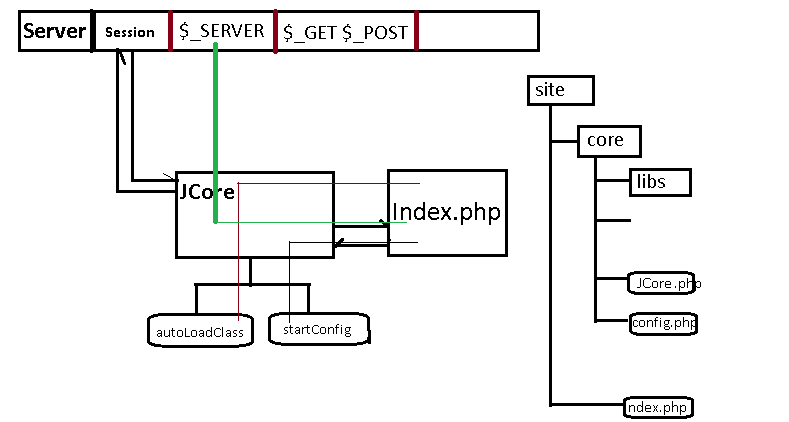 Server Session $_SERVER $_GET $_POST
site
core
libs
JCore
Index.php
JCore.php
config.php
autoLoadClass startConfig
ndex.php